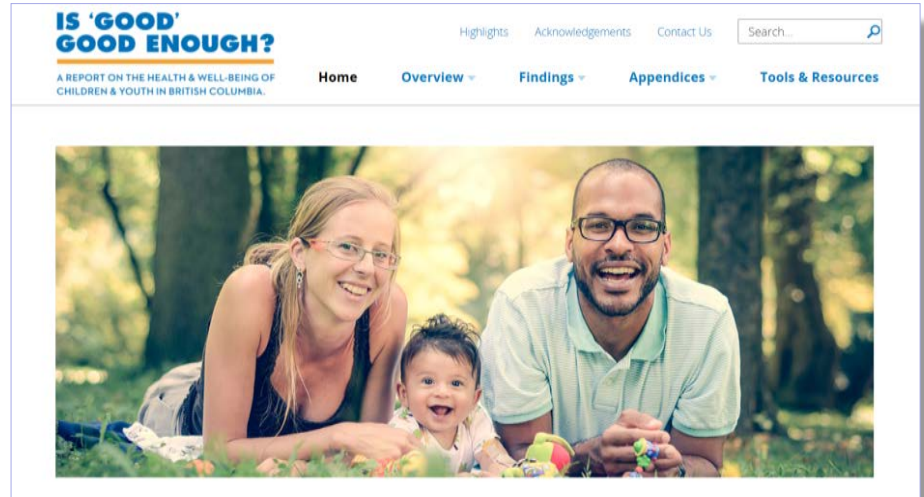 IS ‘GOOD’
GOOD ENOUGH?
A REPORT ON THE HEALTH & WELL-BEING OF
CHILDREN & YOUTH IN BRITISH COLUMBIA.
Highlights Acknowledgements Contact Us Search...
Home Overview Findings Appendices Tools & Resources